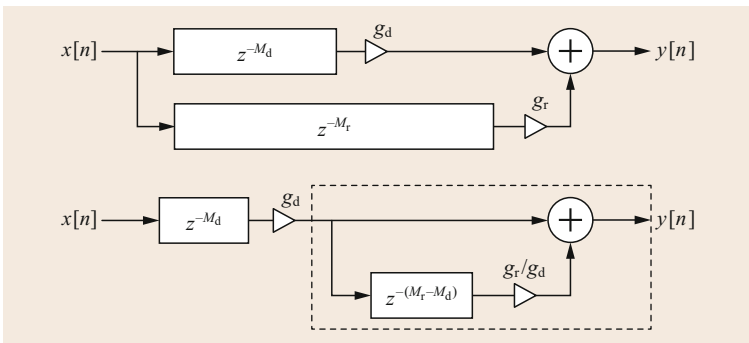 x[n] z^{-M_d} g_d + y[n]
z^{-M_r} g_r
x[n] z^{-M_d} g_d + y[n]
z^{-(M_r-M_d)} g_r/g_d